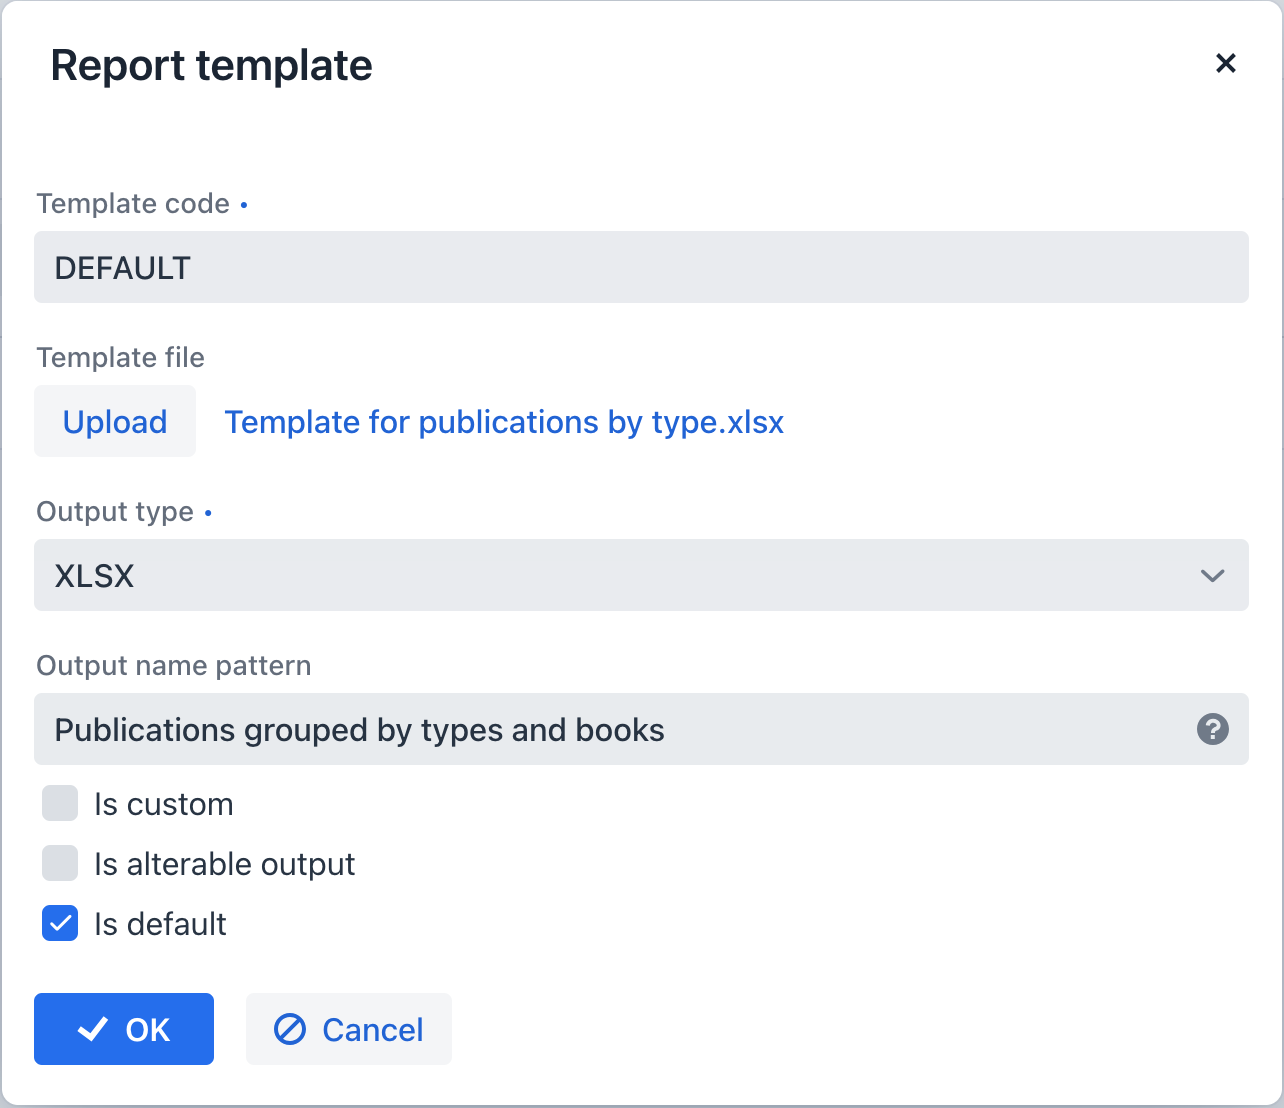 Report template
Template code •
DEFAULT
Template file
Upload Template for publications by type.xlsx
Output type •
XLSX
Output name pattern
Publications grouped by types and books ?
Is custom
Is alterable output
Is default
OK Cancel